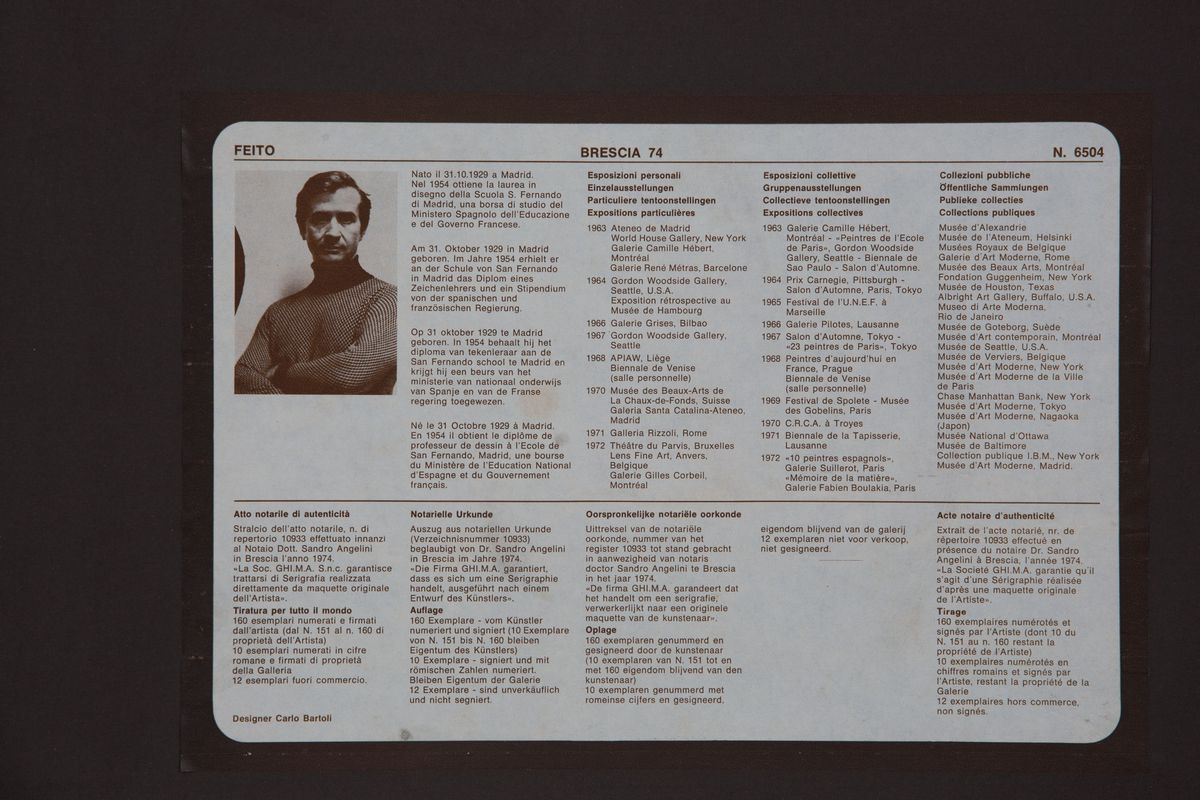 FEITO
BRESCIA 74
N. 6504
Nato il 31.10.1929 a Madrid.
Nel 1954 ottiene la laurea in
disegno della Scuola S. Fernando
di Madrid, una borsa di studio del
Ministero Spagnolo dell'Educazione
e del Governo Francese.
Am 31. Oktober 1929 in Madrid
geboren. Im Jahre 1954 erhielt er
an der Schule von San Fernando
in Madrid das Diplom eines
Zeichenlehrers und ein Stipendium
von der spanischen und
französischen Regierung.
Op 31 oktober 1929 te Madrid
geboren. In 1954 behaalt hij het
diploma van tekenleraar aan de
San Fernando school te Madrid en
krijgt hij een beurs van het
ministerie van nationaal onderwijs
van Spanje en van de Franse
regering toegewezen.
Né le 31 Octobre 1929 à Madrid.
En 1954 il obtient le diplôme de
professeur de dessin à l'Ecole de
San Fernando, Madrid, une bourse
du Ministère de l'Education National
d'Espagne et du Gouvernement
français.
Esposizioni personali
Einzelausstellungen
Particuliere tentoonstellingen
Expositions particulières
1963 Ateneo de Madrid
World House Gallery, New York
Galerie Camille Hébert,
Montréal
Galerie René Métras, Barcelone
1964 Gordon Woodside Gallery,
Seattle, U.S.A.
Exposition rétrospective au
Musée de Hambourg
1966 Galerie Grises, Bilbao
1967 Gordon Woodside Gallery,
Seattle
1968 APIAW, Liège
Biennale de Venise
(salle personnelle)
1970 Musée des Beaux-Arts de
La Chaux-de-Fonds, Suisse
Galeria Santa Catalina-Ateneo,
Madrid
1971 Galleria Rizzoli, Rome
1972 Théâtre du Parvis, Bruxelles
Lens Fine Art, Anvers,
Belgique
Galerie Gilles Corbeil,
Montréal
Esposizioni collettive
Gruppenausstellungen
Collectieve tentoonstellingen
Expositions collectives
1963 Galerie Camille Hébert,
Montréal - «Peintres de l'Ecole
de Paris», Gordon Woodside
Gallery, Seattle - Biennale de
Sao Paulo - Salon d'Automne.
1964 Prix Carnegie, Pittsburgh -
Salon d'Automne, Paris, Tokyo
1965 Festival de l'U.N.E.F. à
Marseille
1966 Galerie Pilotes, Lausanne
1967 Salon d'Automne, Tokyo -
«23 peintres de Paris», Tokyo
1968 Peintres d'aujourd'hui en
France, Prague
Biennale de Venise
(salle personnelle)
1969 Festival de Spolete - Musée
des Gobelins, Paris
1970 C.R.C.A. à Troyes
1971 Biennale de la Tapisserie,
Lausanne
1972 «10 peintres espagnols»,
Galerie Suillerot, Paris
«Mémoire de la matière»,
Galerie Fabien Boulakia, Paris
Collezioni pubbliche
Öffentliche Sammlungen
Publieke collecties
Collections publiques
Musée d'Alexandrie
Musée de l'Ateneum, Helsinki
Musées Royaux de Belgique
Galerie d'Art Moderne, Rome
Musée des Beaux Arts, Montréal
Fondation Guggenheim, New York
Musée de Houston, Texas
Albright Art Gallery, Buffalo, U.S.A.
Museo di Arte Moderna,
Rio de Janeiro
Musée de Goteborg, Suède
Musée d'Art contemporain, Montréal
Musée de Seattle, U.S.A.
Musée de Verviers, Belgique
Musée d'Art Moderne, New York
Musée d'Art Moderne de la Ville
de Paris
Chase Manhattan Bank, New York
Musée d'Art Moderne, Tokyo
Musée d'Art Moderne, Nagaoka
(Japon)
Musée National d'Ottawa
Musée de Baltimore
Collection publique I.B.M., New York
Musée d'Art Moderne, Madrid.
Atto notarile di autenticità
Stralcio dell'atto notarile, n. di
repertorio 10933 effettuato innanzi
al Notaio Dott. Sandro Angelini
in Brescia l'anno 1974.
«La Soc. GHI.M.A. S.n.c. garantisce
trattarsi di Serigrafia realizzata
direttamente da maquette originale
dell'Artista».
Tiratura per tutto il mondo
160 esemplari numerati e firmati
dall'artista (dal N. 151 al n. 160 di
proprietà dell'Artista)
10 esemplari numerati in cifre
romane e firmati di proprietà
della Galleria
12 esemplari fuori commercio.
Designer Carlo Bartoli
Notarielle Urkunde
Auszug aus notariellen Urkunde
(Verzeichnisnummer 10933)
beglaubigt von Dr. Sandro Angelini
in Brescia im Jahre 1974.
«Die Firma GHI.M.A. garantiert,
dass es sich um eine Serigraphie
handelt, ausgeführt nach einem
Entwurf des Künstlers».
Auflage
160 Exemplare - vom Künstler
numeriert und signiert (10 Exemplare
von N. 151 bis N. 160 bleiben
Eigentum des Künstlers)
10 Exemplare - signiert und mit
römischen Zahlen numeriert.
Bleiben Eigentum der Galerie
12 Exemplare - sind unverkäuflich
und nicht segniert.
Oorspronkelijke notariële oorkonde
Uittreksel van de notariële
oorkonde, nummer van het
register 10933 tot stand gebracht
in aanwezigheid van notaris
doctor Sandro Angelini te Brescia
in het jaar 1974.
«De firma GHI.M.A. garandeert dat
het handelt om een serigrafie,
verwerkerlijkt naar een originele
maquette van de kunstenaar».
Oplage
160 exemplaren genummerd en
gesigneerd door de kunstenaar
(10 exemplaren van N. 151 tot en
met 160 eigendom blijvend van den
kunstenaar)
10 exemplaren genummerd met
romeinse cijfers en gesigneerd.
eigendom blijvend van de galerij
12 exemplaren niet voor verkoop,
niet gesigneerd.
Acte notaire d'authenticité
Extrait de l'acte notarié, nr. de
rèpertoire 10933 effectué en
présence du notaire Dr. Sandro
Angelini à Brescia, l'année 1974.
«La Societé GHI.M.A. garantie qu'il
s'agit d'une Sérigraphie réalisée
d'après une maquette originale
de l'Artiste».
Tirage
160 exemplaires numérotés et
signés par l'Artiste (dont 10 du
N. 151 au n. 160 restant la
propriété de l'Artiste)
10 exemplaires numérotés en
chiffres romains et signés par
l'Artiste, restant la propriété de la
Galerie
12 exemplaires hors commerce,
non signés.